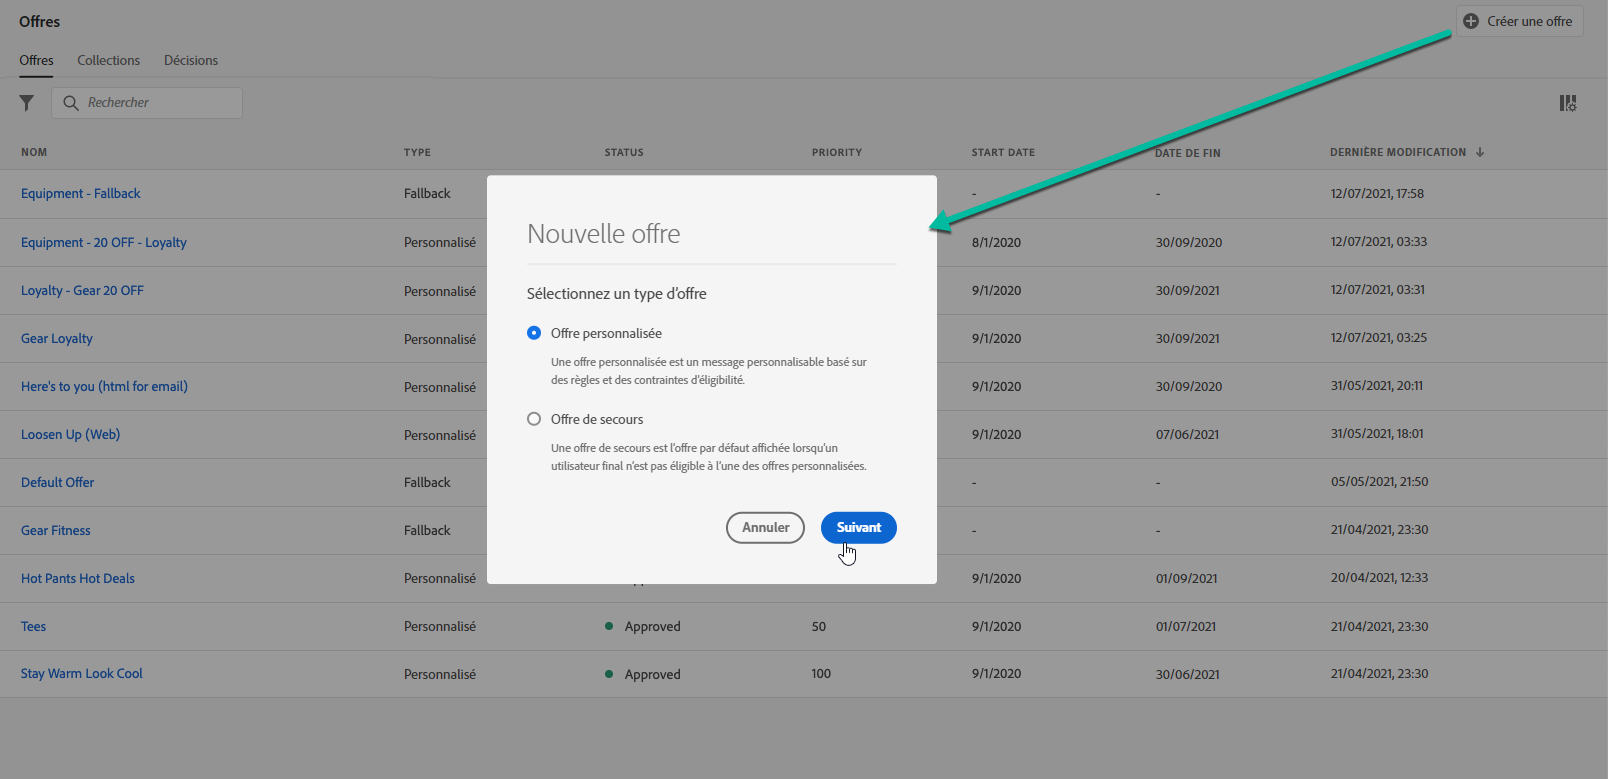 Offres
Créer une offre
Offres Collections Décisions
Rechercher
NOM TYPE STATUS PRIORITY START DATE DATE DE FIN DERNIÈRE MODIFICATION
Equipment - Fallback Fallback - - 12/07/2021, 17:58
Equipment - 20 OFF - Loyalty Personnalisé 8/1/2020 30/09/2020 12/07/2021, 03:33
Loyalty - Gear 20 OFF Personnalisé 9/1/2020 30/09/2021 12/07/2021, 03:31
Gear Loyalty Personnalisé 9/1/2020 30/09/2021 12/07/2021, 03:25
Here's to you (html for email) Personnalisé 9/1/2020 30/09/2020 31/05/2021, 20:11
Loosen Up (Web) Personnalisé 9/1/2020 07/06/2021 31/05/2021, 18:01
Default Offer Fallback - - 05/05/2021, 21:50
Gear Fitness Fallback - - 21/04/2021, 23:30
Hot Pants Hot Deals Personnalisé 9/1/2020 01/09/2021 20/04/2021, 12:33
Tees Personnalisé Approved 50 9/1/2020 01/07/2021 21/04/2021, 23:30
Stay Warm Look Cool Personnalisé Approved 100 9/1/2020 30/06/2021 21/04/2021, 23:30
Nouvelle offre
Sélectionnez un type d'offre
Offre personnalisée
Une offre personnalisée est un message personnalisable basé sur
des règles et des contraintes d'éligibilité.
Offre de secours
Une offre de secours est l'offre par défaut affichée lorsqu'un
utilisateur final n'est pas éligible à l'une des offres personnalisées.
Annuler Suivant